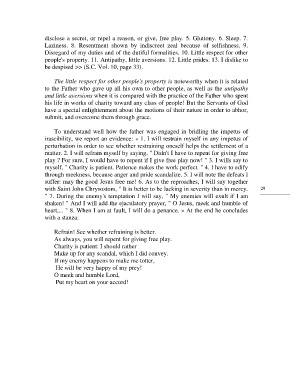 disclose a secret, or repel a reason, or give, free play. 5. Gluttony. 6. Sleep. 7.
Laziness. 8. Resentment shown by indiscreet zeal because of selfishness. 9.
Disregard of my duties and of the dutiful formalities. 10. Little respect for other
people's property. 11. Antipathy, little aversions. 12. Little prides. 13. I dislike to
be despised >> (S.C. Vol. 10, page 33).
The little respect for other people's property is noteworthy when it is related
to the Father who gave up all his own to other people, as well as the antipathy
and little aversions when it is compared with the practice of the Father who spent
his life in works of charity toward any class of people! But the Servants of God
have a special enlightenment about the motions of their nature in order to abhor,
submit, and overcome them through grace.
To understand well how the father was engaged in bridling the impetus of
irascibility, we report an evidence: « 1. I will restrain myself in any impetus of
perturbation in order to see whether restraining oneself helps the settlement of a
matter. 2. I will refrain myself by saying, " Didn't I have to repent for giving free
play ? For sure, I would have to repent if I give free play now! " 3. I will say to
myself, " Charity is patient. Patience makes the work perfect. " 4. I have to edify
through meekness, because anger and pride scandalize. 5. I will note the defeats I
suffer: may the good Jesus free me! 6. As to the reproaches, I will say together
with Saint John Chrysostom, " It is better to be lacking in severity than in mercy.
" 7. During the enemy's temptation I will say, " My enemies will exult if I am
shaken! " And I will add the ejaculatory prayer, " O Jesus, meek and humble of
heart,... " 8. When I am at fault, I will do a penance. » At the end he concludes
with a stanza:
29
Refrain! See whether refraining is better.
As always, you will repent for giving free play.
Charity is patient: I should rather
Make up for any scandal, which I did convey.
If my enemy happens to make me totter,
He will be very happy of my prey!
O meek and humble Lord,
Put my heart on your accord!